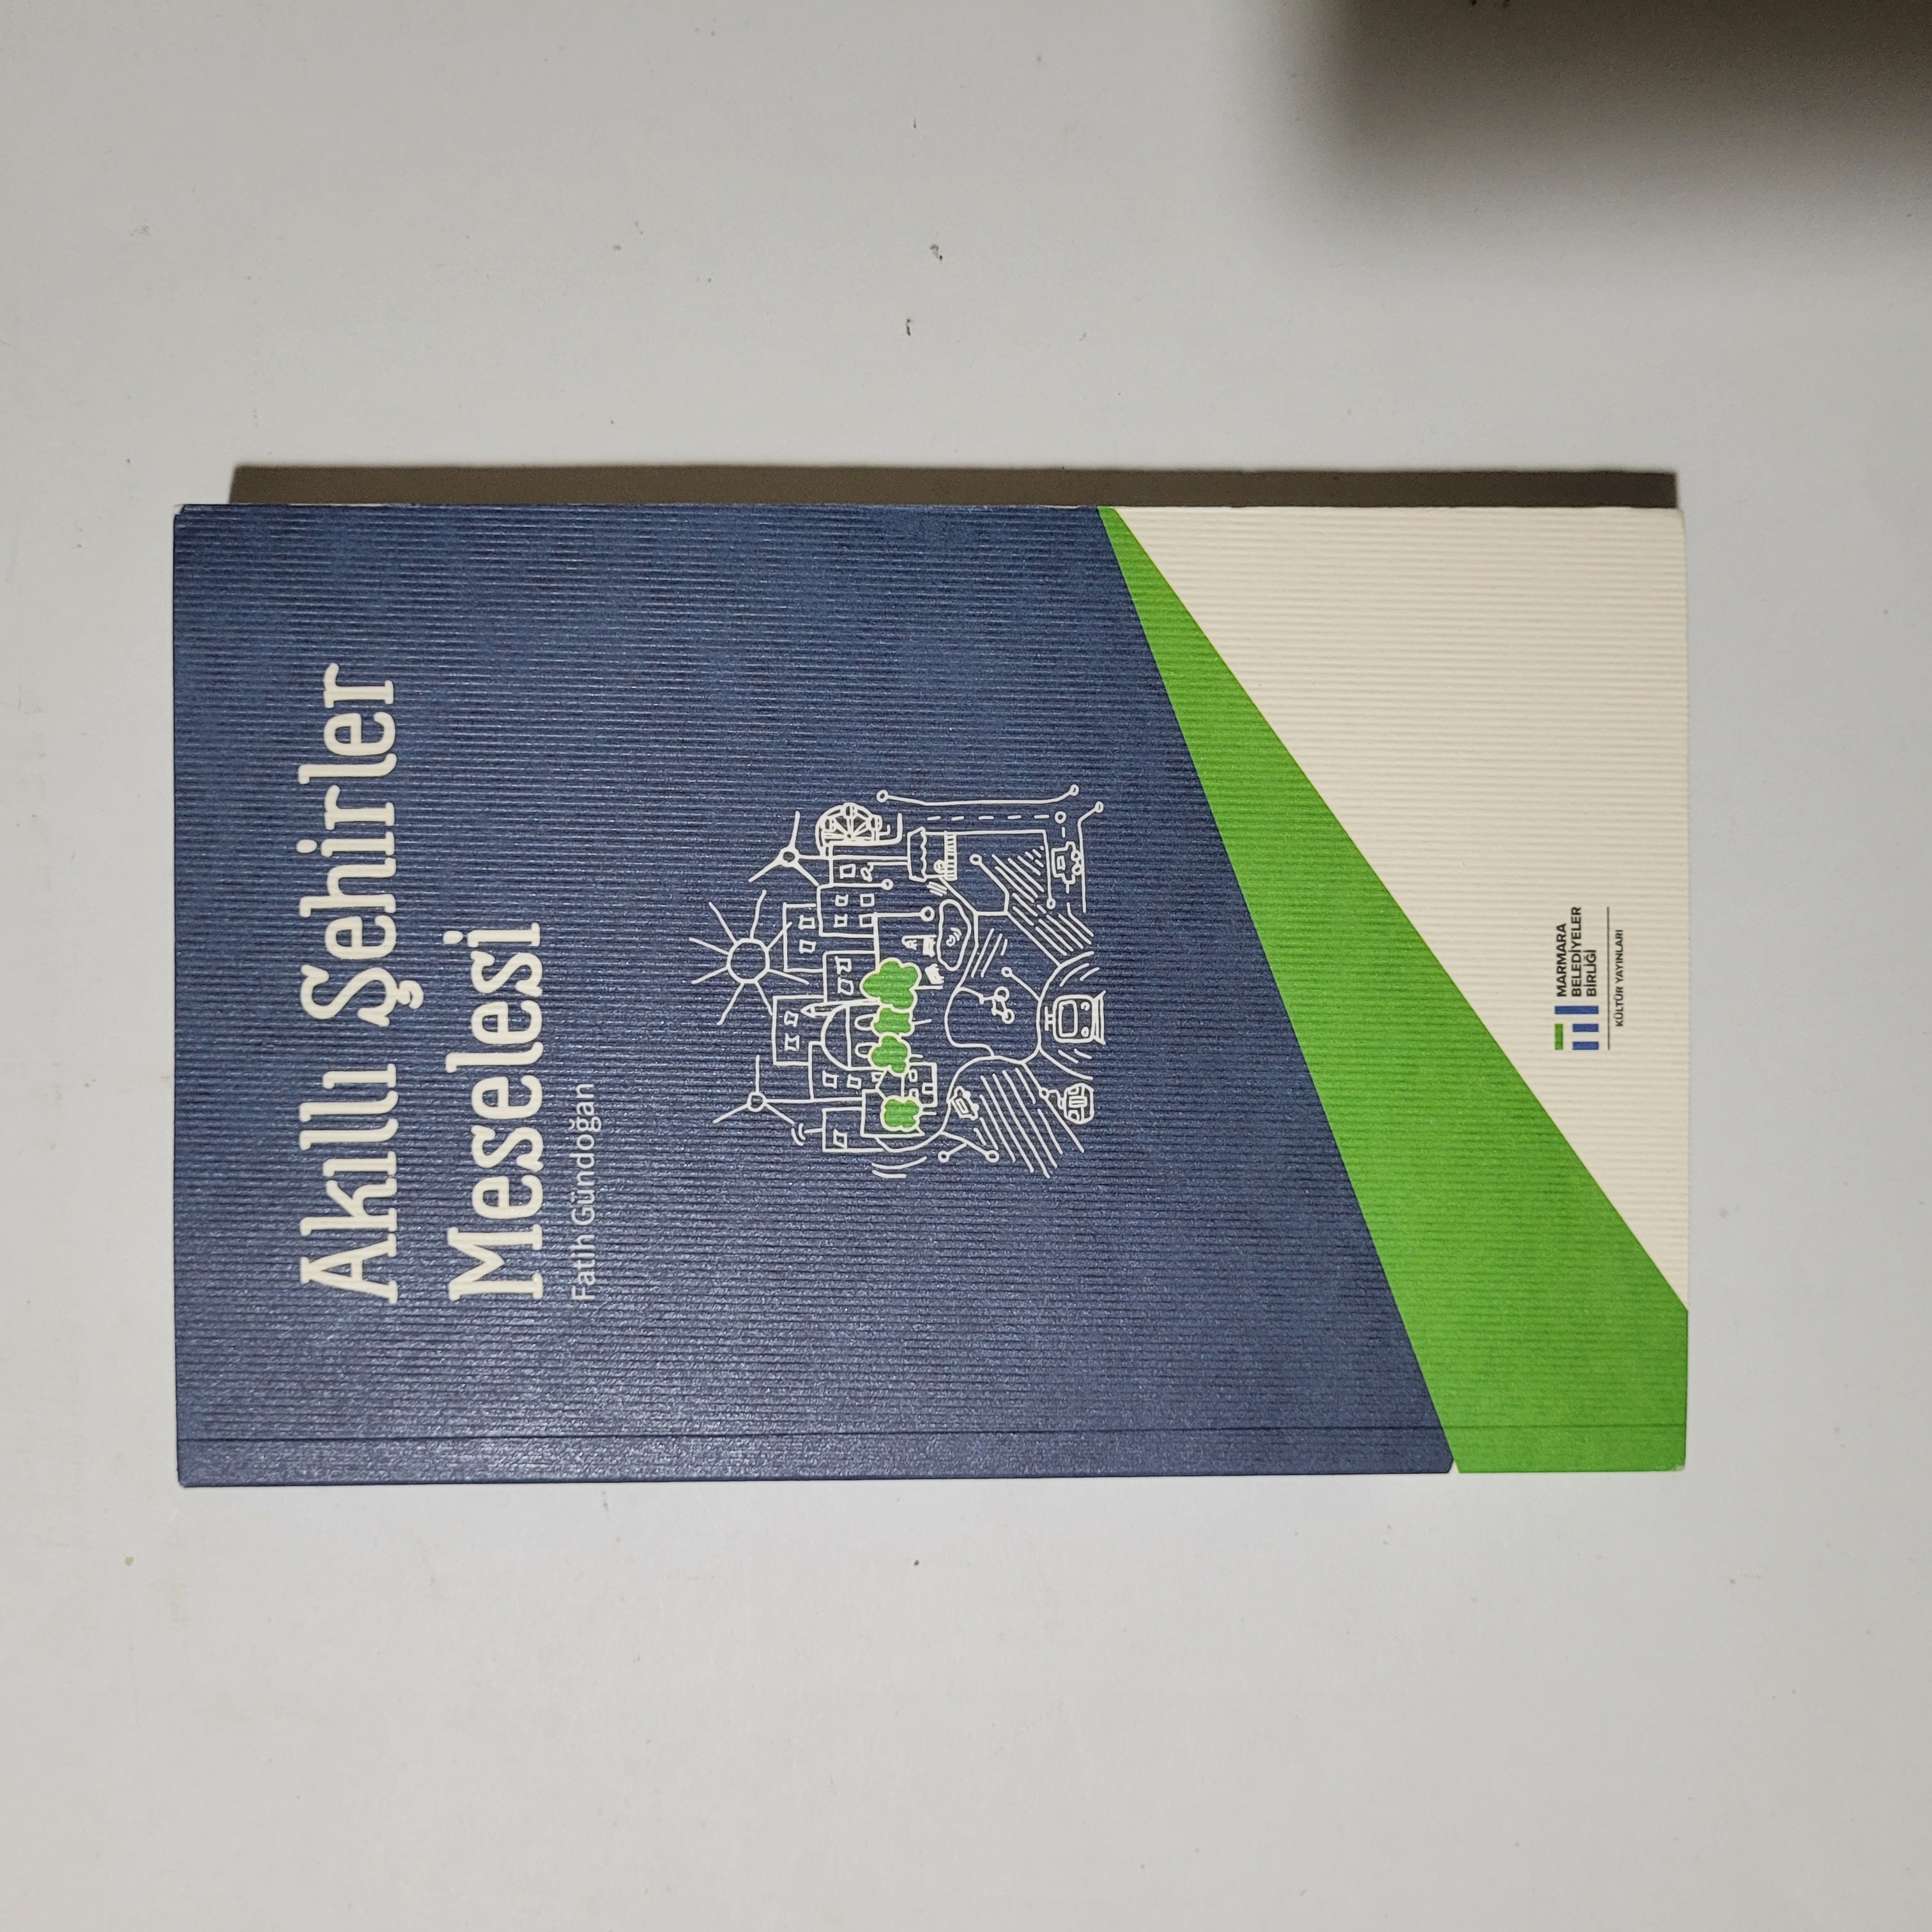 Akıllı Şehirler
Meselesi
Fatih Gündoğan
MARMARA
BELEDİYELER
BİRLİĞİ
KÜLTÜR YAYINLARI